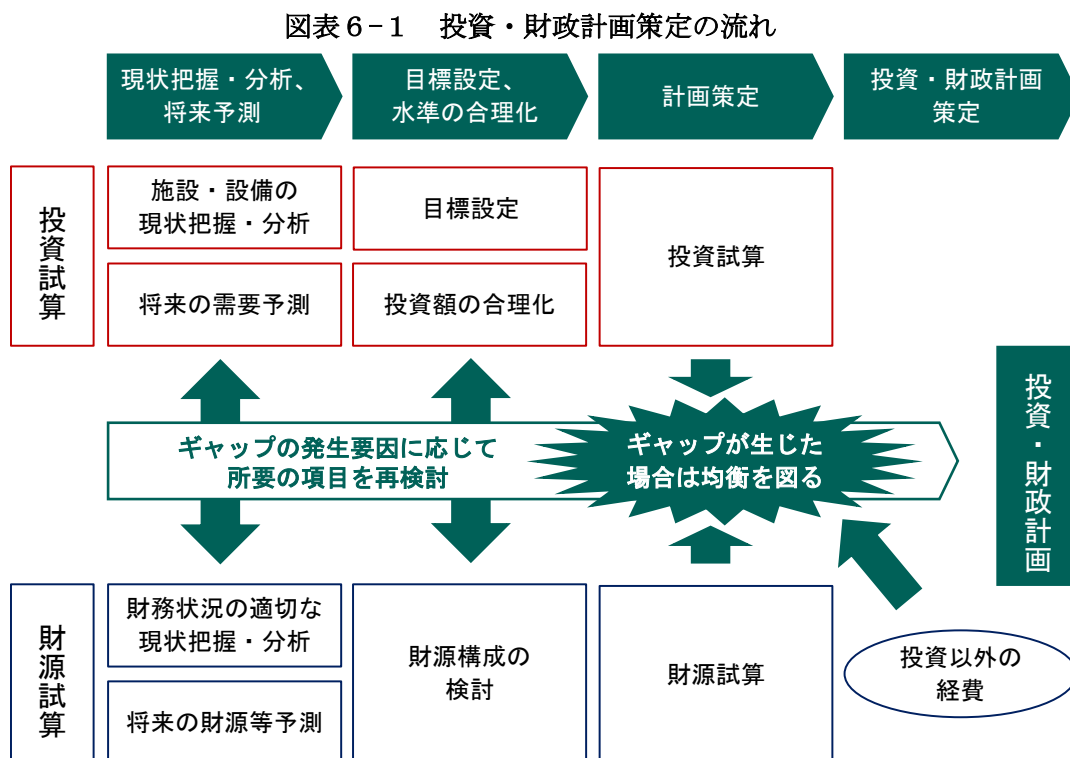 図表6-1 投資・財政計画策定の流れ
現状把握・分析、
将来予測
目標設定、
水準の合理化
計画策定
投資・財政計画
策定
投資試算
施設・設備の
現状把握・分析
将来の需要予測
目標設定
投資額の合理化
投資試算
ギャップの発生要因に応じて
所要の項目を再検討
ギャップが生じた
場合は均衡を図る
投資・財政計画
財源試算
財務状況の適切な
現状把握・分析
将来の財源等予測
財源構成の
検討
財源試算
投資以外の
経費